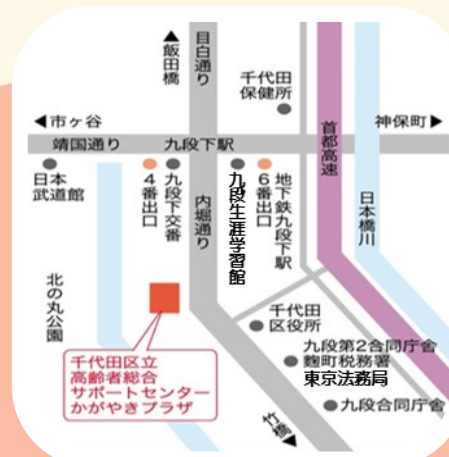 ▲飯田橋
目白通り
千代田
保健所
◀市ヶ谷
神保町▶
靖国通り
九段下駅
首都高速
日本
武道館
4番出口
九段下交番
内堀通り
九段生涯学習館
6番出口
地下鉄九段下駅
日本橋川
北の丸公園
千代田区立
高齢者総合
サポートセンター
かがやきプラザ
千代田
区役所
九段第2合同庁舎
麹町税務署
東京法務局
九段合同庁舎
竹橋